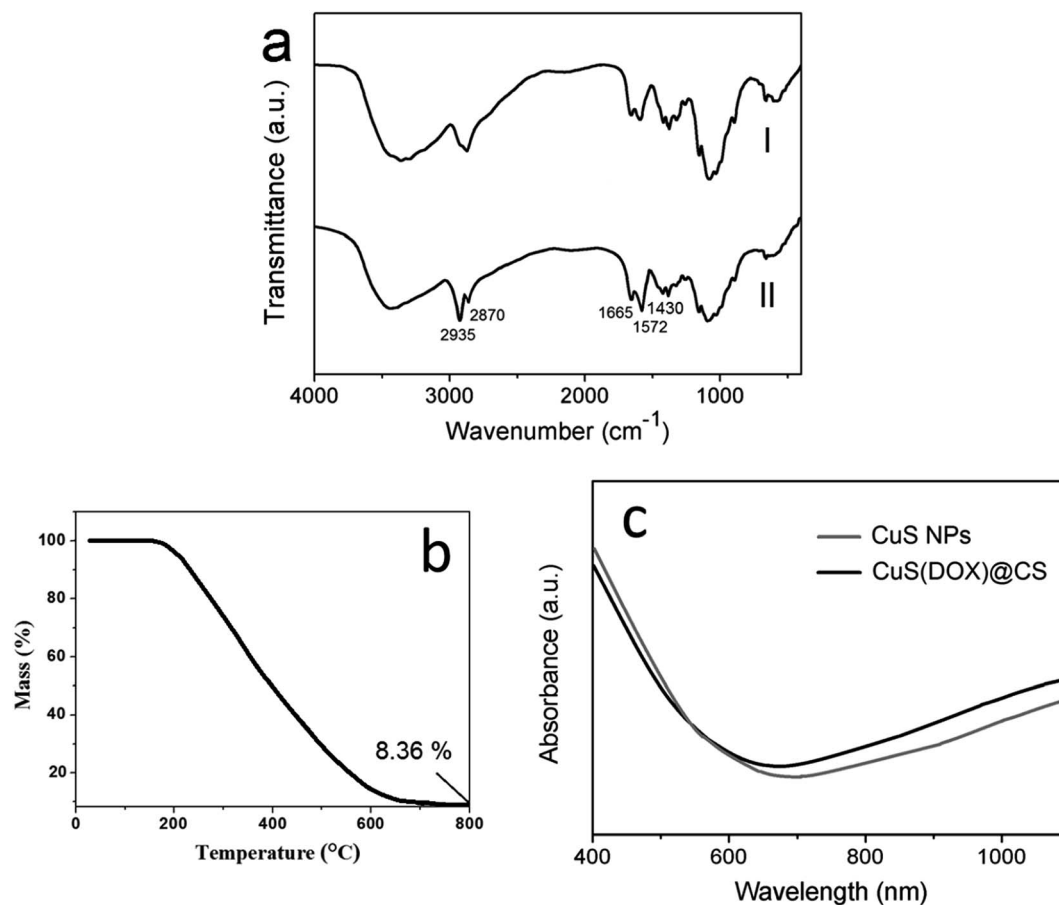 a
Transmittance (a.u.)
I
II
2935
2870
1665
1572
1430
4000 3000 2000 1000
Wavenumber (cm⁻¹)
b
Mass (%)
100
80
60
40
20
8.36 %
0 200 400 600 800
Temperature (°C)
c
Absorbance (a.u.)
CuS NPs
CuS(DOX)@CS
400 600 800 1000
Wavelength (nm)